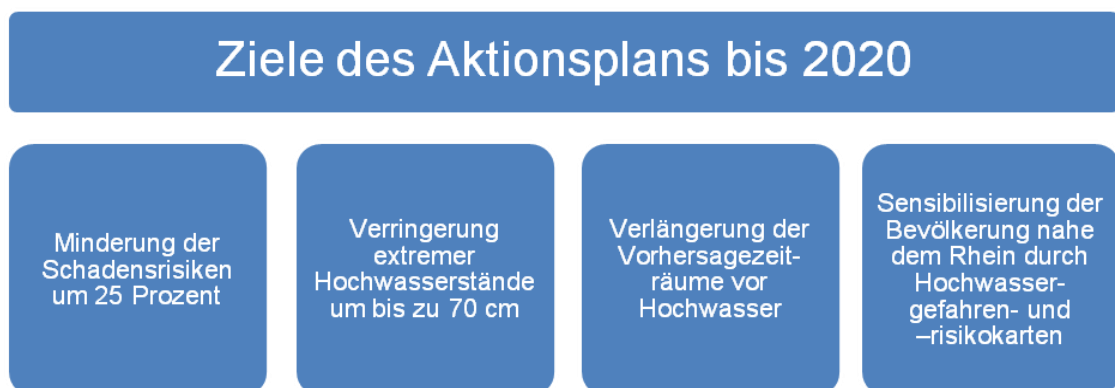 Ziele des Aktionsplans bis 2020
Minderung der
Schadensrisiken
um 25 Prozent
Verringerung
extremer
Hochwasserstände
um bis zu 70 cm
Verlängerung der
Vorhersagezeit-
räume vor
Hochwasser
Sensibilisierung der
Bevölkerung nahe
dem Rhein durch
Hochwasser-
gefahren- und
–risikokarten